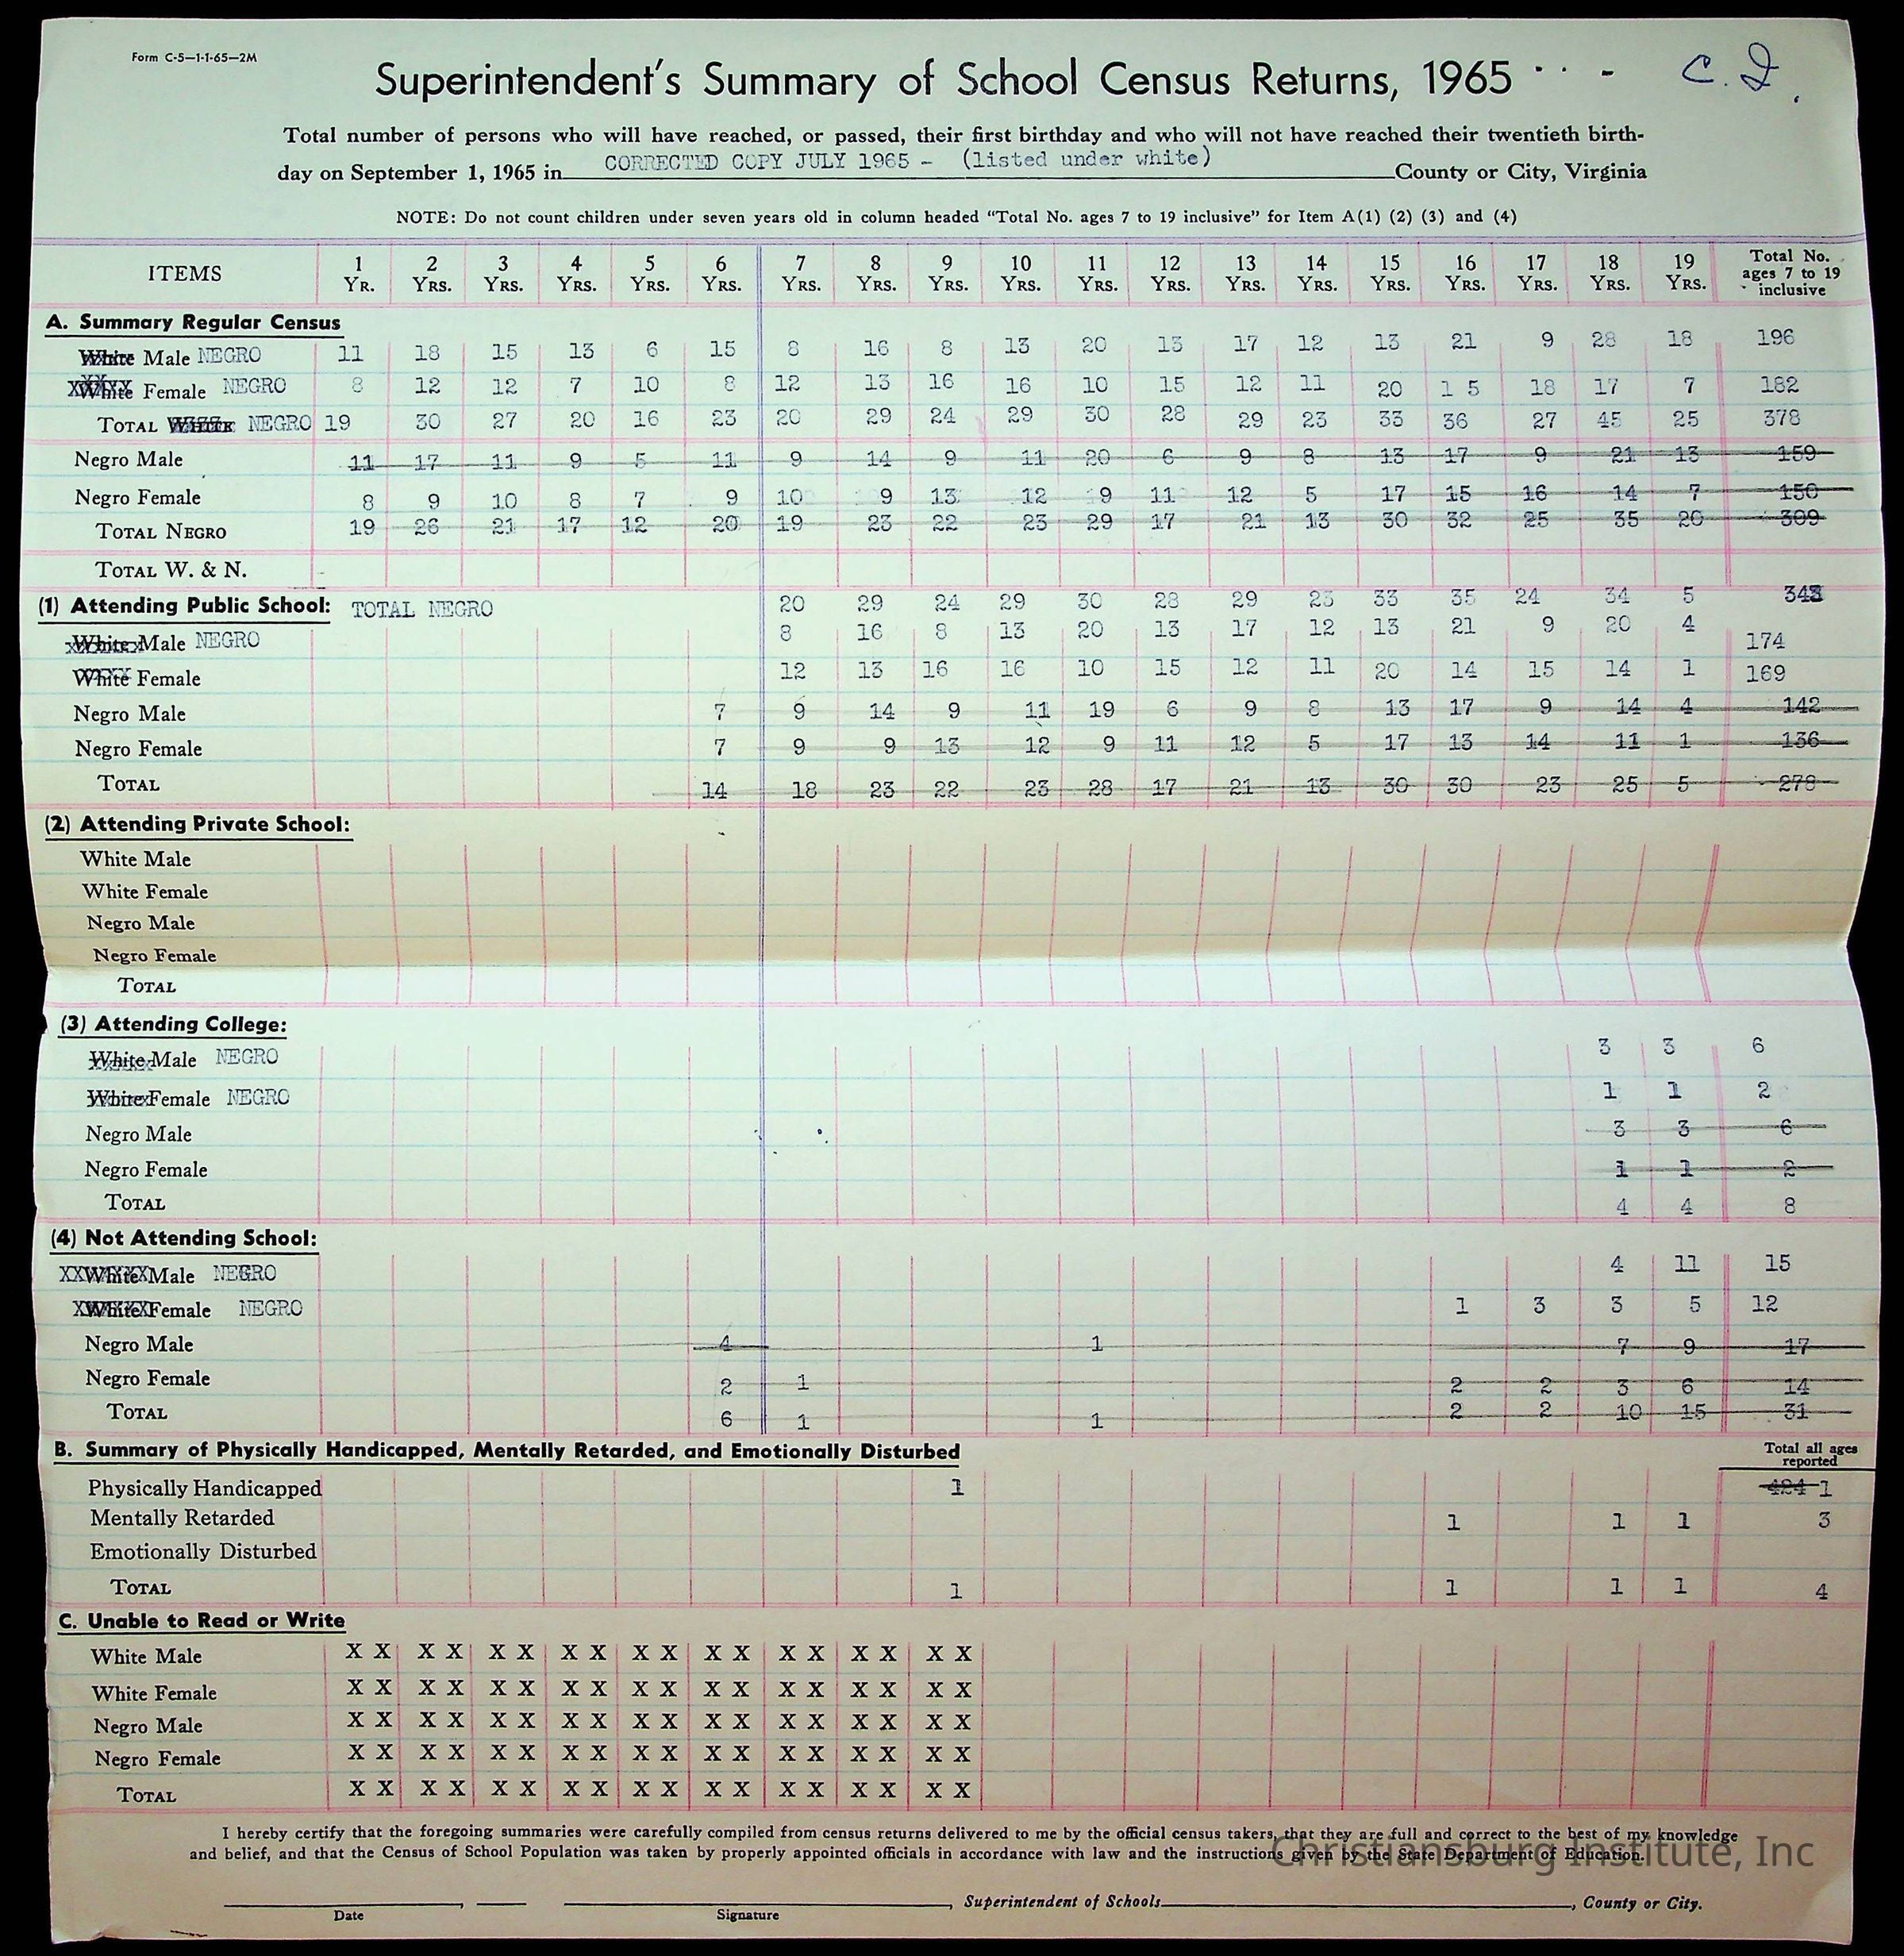 Form C-5—1-1-65—2M
Superintendent's Summary of School Census Returns, 1965 - C. I.
Total number of persons who will have reached, or passed, their first birthday and who will not have reached their twentieth birth-
day on September 1, 1965 in CORRECTED COPY JULY 1965 - (listed under white) County or City, Virginia
NOTE: Do not count children under seven years old in column headed "Total No. ages 7 to 19 inclusive" for Item A(1) (2) (3) and (4)
ITEMS 1 YR. 2 YRS. 3 YRS. 4 YRS. 5 YRS. 6 YRS. 7 YRS. 8 YRS. 9 YRS. 10 YRS. 11 YRS. 12 YRS. 13 YRS. 14 YRS. 15 YRS. 16 YRS. 17 YRS. 18 YRS. 19 YRS. Total No. ages 7 to 19 inclusive
A. Summary Regular Census
White Male NEGRO 11 18 15 13 6 15 8 16 8 13 20 13 17 12 13 21 9 28 18 196
White Female NEGRO 8 12 12 7 10 8 12 13 16 16 10 15 12 11 20 1 5 18 17 7 182
TOTAL WHITE NEGRO 19 30 27 20 16 23 20 29 24 29 30 28 29 23 33 36 27 45 25 378
Negro Male 11 17 11 9 5 11 9 14 9 11 20 6 9 8 13 17 9 21 13 159
Negro Female 8 9 10 8 7 9 10 9 13 12 9 11 12 5 17 15 16 14 7 150
TOTAL NEGRO 19 26 21 17 12 20 19 23 22 23 29 17 21 13 30 32 25 35 20 309
TOTAL W. & N.
(1) Attending Public School: TOTAL NEGRO 20 29 24 29 30 28 29 23 33 35 24 34 5 343
White Male NEGRO 8 16 8 13 20 13 17 12 13 21 9 20 4 174
White Female 12 13 16 16 10 15 12 11 20 14 15 14 1 169
Negro Male 7 9 14 9 11 19 6 9 8 13 17 9 14 4 142
Negro Female 7 9 9 13 12 9 11 12 5 17 13 14 11 1 136
TOTAL 14 18 23 22 23 28 17 21 13 30 30 23 25 5 278
(2) Attending Private School:
White Male
White Female
Negro Male
Negro Female
TOTAL
(3) Attending College:
White Male NEGRO 3 3 6
White Female NEGRO 1 1 2
Negro Male 3 3 6
Negro Female 1 1 2
TOTAL 4 4 8
(4) Not Attending School:
White Male NEGRO 4 11 15
White Female NEGRO 1 3 3 5 12
Negro Male 4 1 7 9 17
Negro Female 2 1 2 2 3 6 14
TOTAL 6 1 1 2 2 10 15 31
B. Summary of Physically Handicapped, Mentally Retarded, and Emotionally Disturbed Total all ages reported
Physically Handicapped 1 424 1
Mentally Retarded 1 1 1 3
Emotionally Disturbed
TOTAL 1 1 1 1 4
C. Unable to Read or Write
White Male X X X X X X X X X X X X X X X X X X
White Female X X X X X X X X X X X X X X X X X X
Negro Male X X X X X X X X X X X X X X X X X X
Negro Female X X X X X X X X X X X X X X X X X X
TOTAL X X X X X X X X X X X X X X X X X X
I hereby certify that the foregoing summaries were carefully compiled from census returns delivered to me by the official census takers, that they are full and correct to the best of my knowledge
and belief, and that the Census of School Population was taken by properly appointed officials in accordance with law and the instructions given by the State Department of Education.
Christiansburg Institute, Inc
, Superintendent of Schools , County or City.
Date Signature